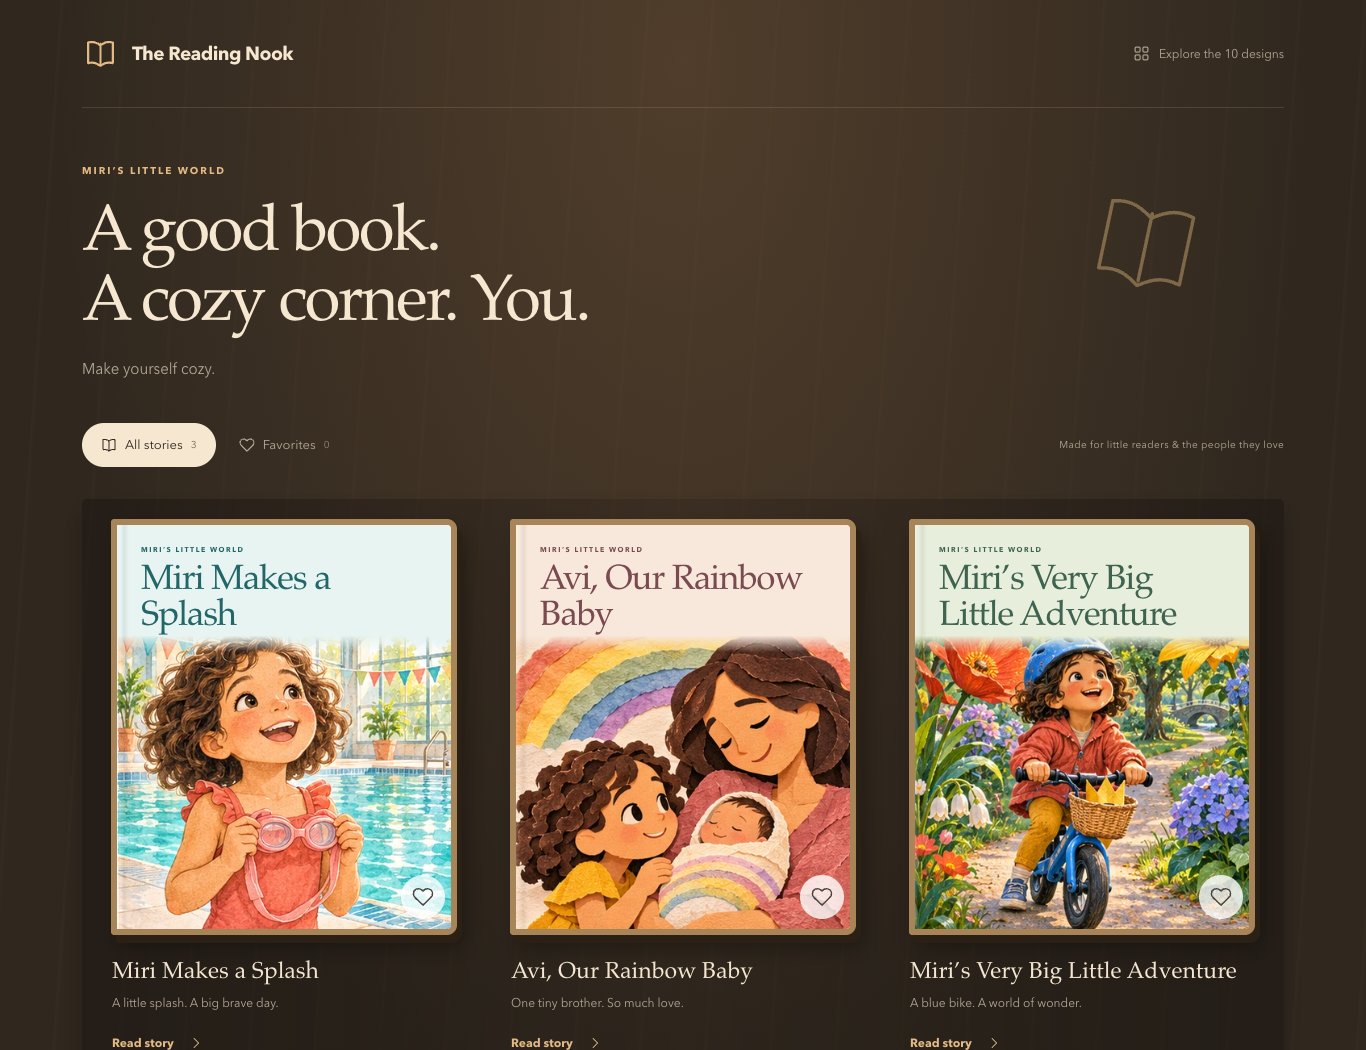 The Reading Nook
Explore the 10 designs
MIRI’S LITTLE WORLD
A good book.
A cozy corner. You.
Make yourself cozy.
All stories 3
Favorites 0
Made for little readers & the people they love
MIRI’S LITTLE WORLD
Miri Makes a
Splash
MIRI’S LITTLE WORLD
Avi, Our Rainbow
Baby
MIRI’S LITTLE WORLD
Miri’s Very Big
Little Adventure
Miri Makes a Splash
A little splash. A big brave day.
Read story
Avi, Our Rainbow Baby
One tiny brother. So much love.
Read story
Miri’s Very Big Little Adventure
A blue bike. A world of wonder.
Read story